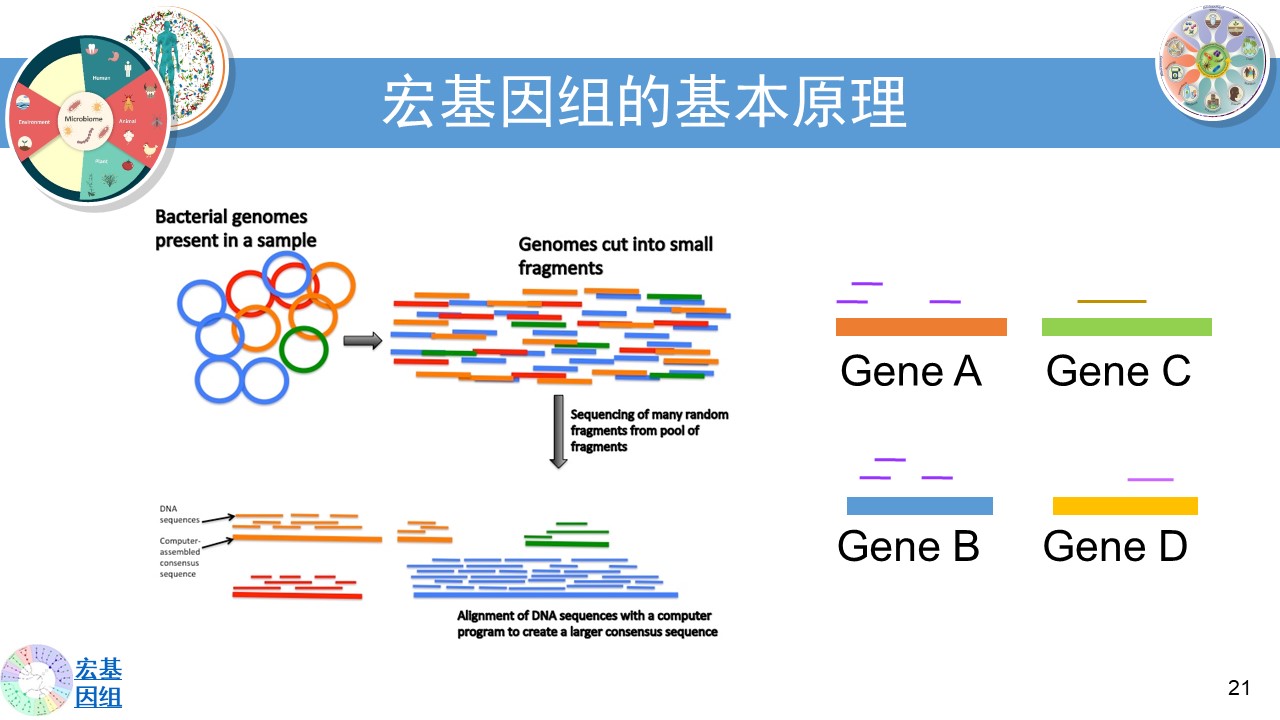 宏基因组的基本原理
Human
Microbiome
Environment
Animal
Plant
Bacterial genomes
present in a sample
Genomes cut into small
fragments
Sequencing of many random
fragments from pool of
fragments
DNA
sequences
Computer-
assembled
consensus
sequence
Alignment of DNA sequences with a computer
program to create a larger consensus sequence
Gene A
Gene C
Gene B
Gene D
宏基
因组
21